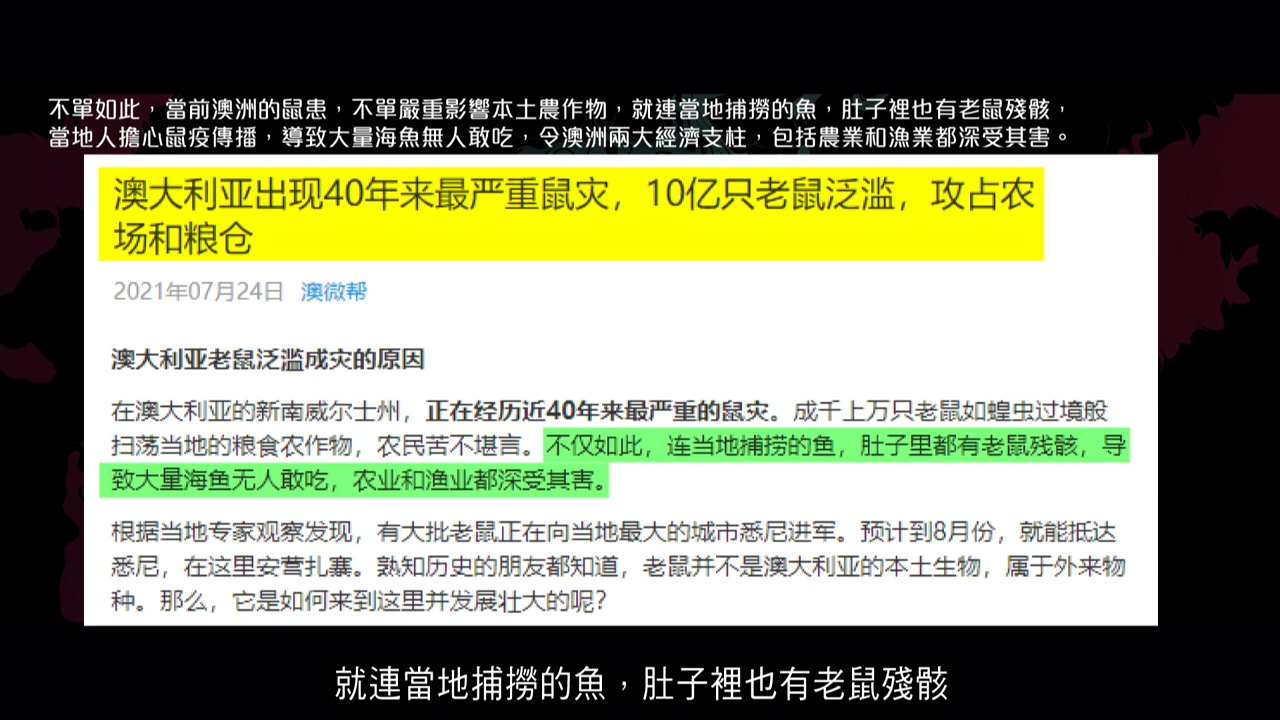 不單如此，當前澳洲的鼠患，不單嚴重影響本土農作物，就連當地捕撈的魚，肚子裡也有老鼠殘骸，
當地人擔心鼠疫傳播，導致大量海魚無人敢吃，令澳洲兩大經濟支柱，包括農業和漁業都深受其害。
澳大利亚出现40年来最严重鼠灾，10亿只老鼠泛滥，攻占农
场和粮仓
2021年07月24日 澳微帮
澳大利亚老鼠泛滥成灾的原因
在澳大利亚的新南威尔士州，正在经历近40年来最严重的鼠灾。成千上万只老鼠如蝗虫过境般
扫荡当地的粮食农作物，农民苦不堪言。不仅如此，连当地捕捞的鱼，肚子里都有老鼠残骸，导
致大量海鱼无人敢吃，农业和渔业都深受其害。
根据当地专家观察发现，有大批老鼠正在向当地最大的城市悉尼进军。预计到8月份，就能抵达
悉尼，在这里安营扎寨。熟知历史的朋友都知道，老鼠并不是澳大利亚的本土生物，属于外来物
种。那么，它是如何来到这里并发展壮大的呢？
就連當地捕撈的魚，肚子裡也有老鼠殘骸